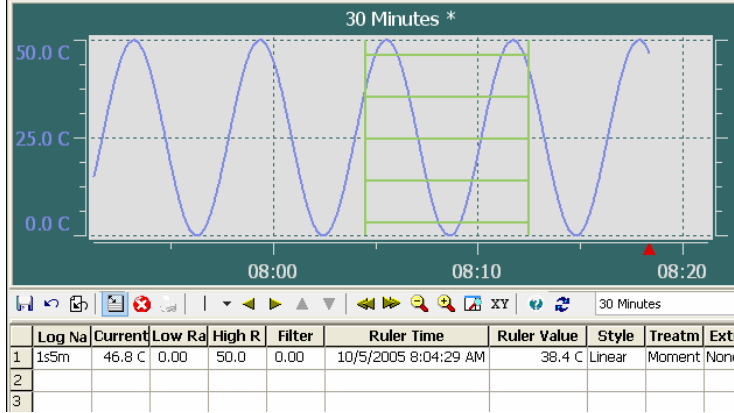 30 Minutes *
50.0 C
25.0 C
0.0 C
08:00 08:10 08:20
XY 30 Minutes
Log Na Current Low Ra High R Filter Ruler Time Ruler Value Style Treatm Ext
1 1s5m 46.8 C 0.00 50.0 0.00 10/5/2005 8:04:29 AM 38.4 C Linear Moment None
2
3